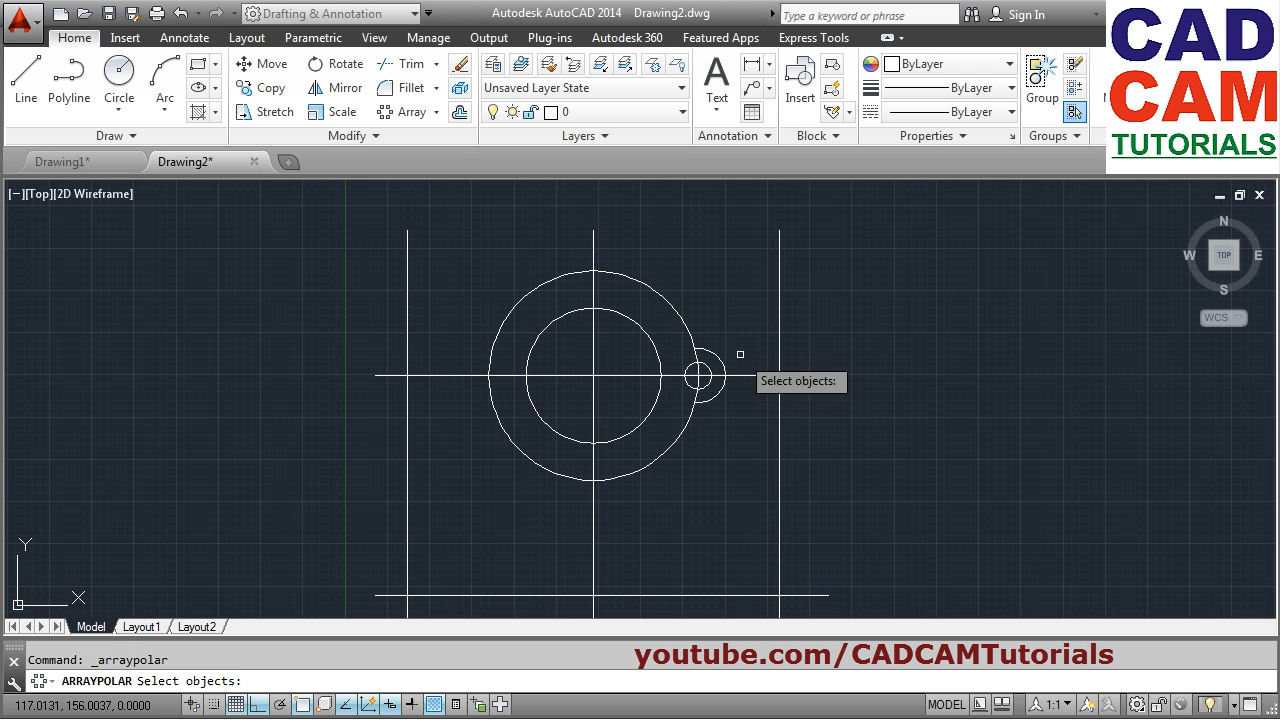 Drafting & Annotation
Autodesk AutoCAD 2014 Drawing2.dwg
Type a keyword or phrase
Sign In
Home Insert Annotate Layout Parametric View Manage Output Plug-ins Autodesk 360 Featured Apps Express Tools
Line Polyline Circle Arc
Move Rotate Trim
Copy Mirror Fillet
Stretch Scale Array
Unsaved Layer State
0
Text
Insert
ByLayer
ByLayer
ByLayer
Group
Draw Modify Layers Annotation Block Properties Groups
CAD
CAM
TUTORIALS
Drawing1* Drawing2*
[−][Top][2D Wireframe]
N
W TOP E
S
WCS
Select objects:
Y
X
Model Layout1 Layout2
Command: _arraypolar
youtube.com/CADCAMTutorials
ARRAYPOLAR Select objects:
117.0131, 156.0037, 0.0000
MODEL
1:1